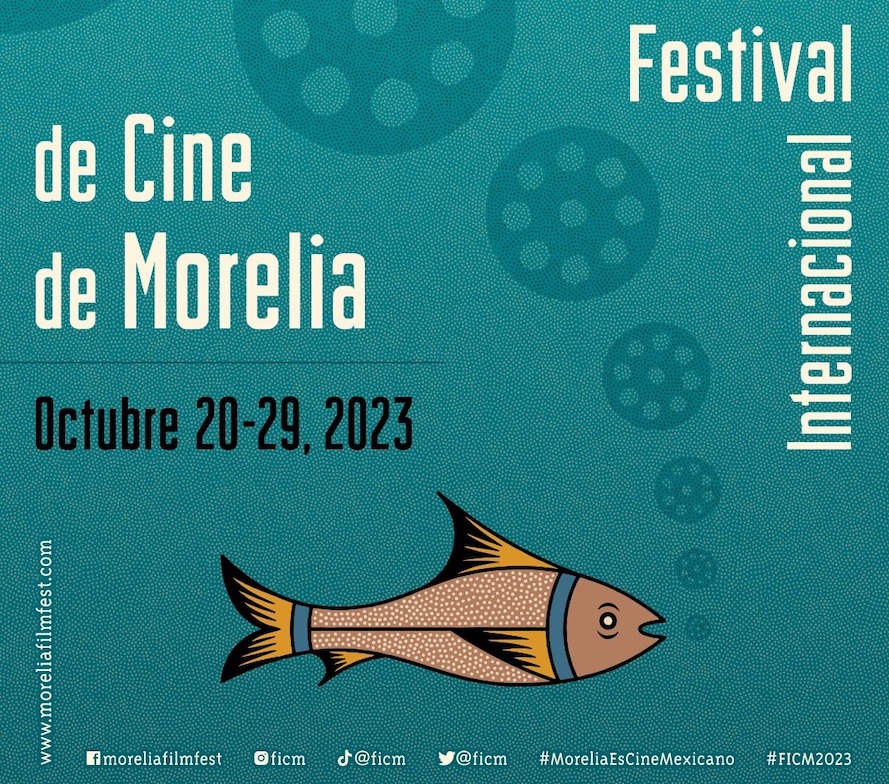 Festival
Internacional
de Cine
de Morelia
Octubre 20-29, 2023
www.moreliafilmfest.com
moreliafilmfest @ficm @ficm @ficm #MoreliaEsCineMexicano #FICM2023